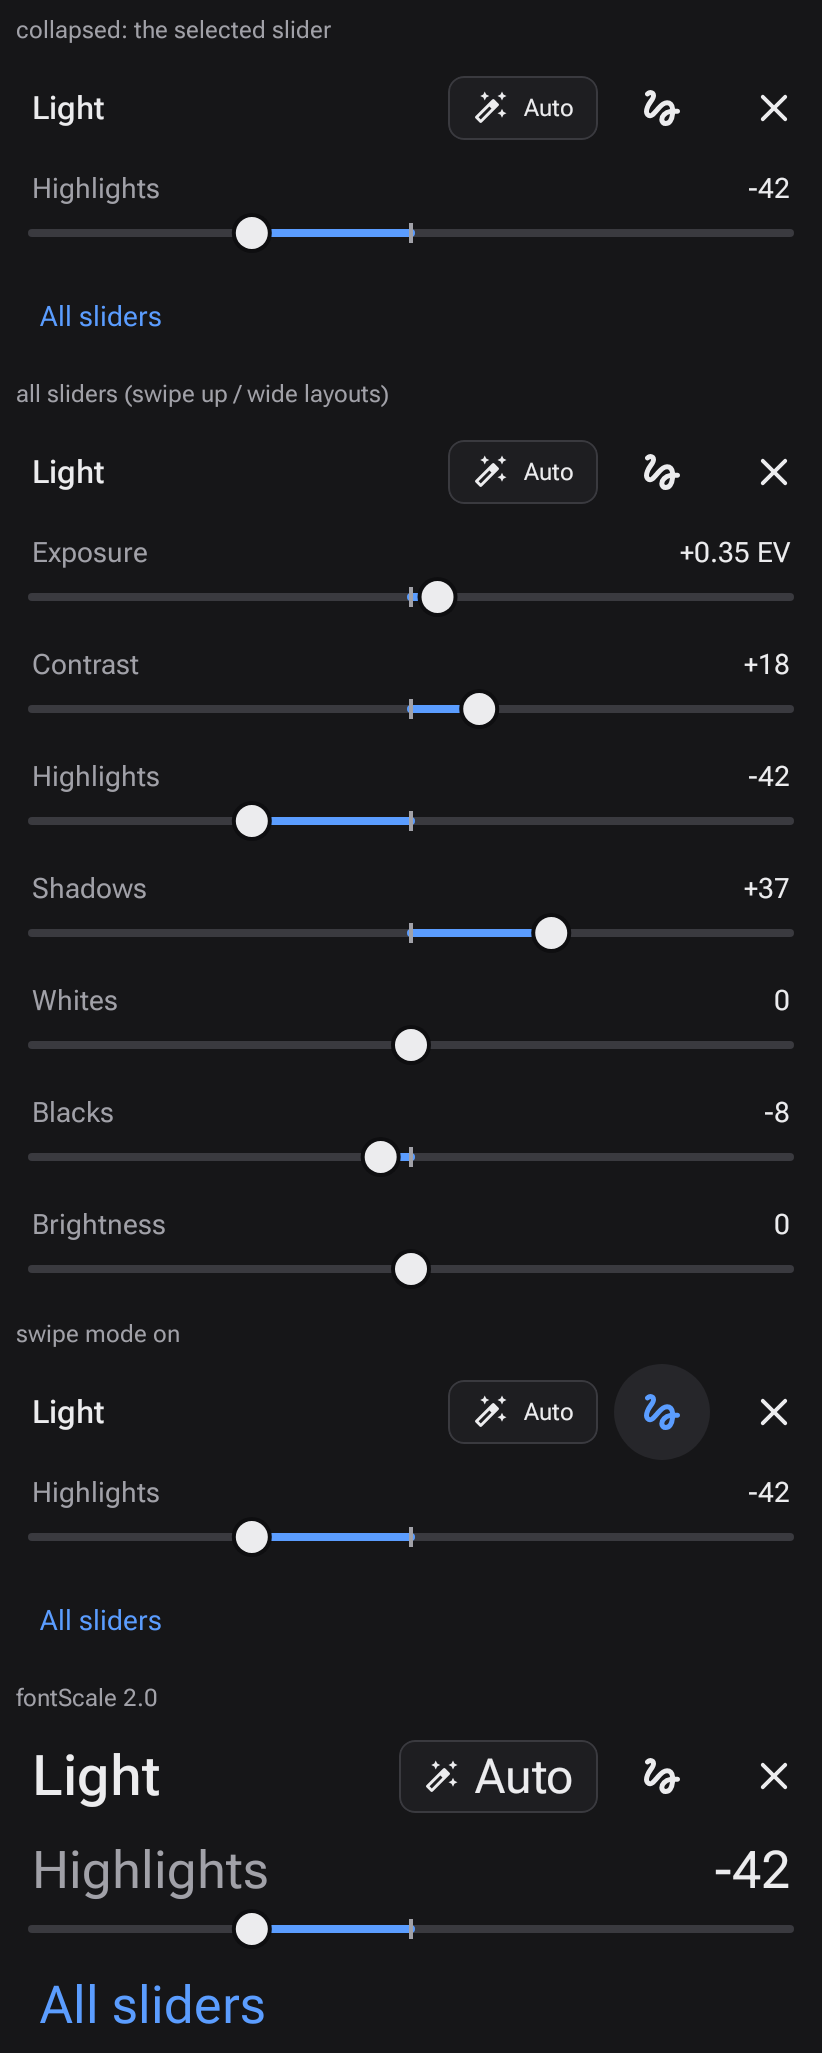 collapsed: the selected slider
Light Auto
Highlights -42
All sliders
all sliders (swipe up / wide layouts)
Light Auto
Exposure +0.35 EV
Contrast +18
Highlights -42
Shadows +37
Whites 0
Blacks -8
Brightness 0
swipe mode on
Light Auto
Highlights -42
All sliders
fontScale 2.0
Light Auto
Highlights -42
All sliders